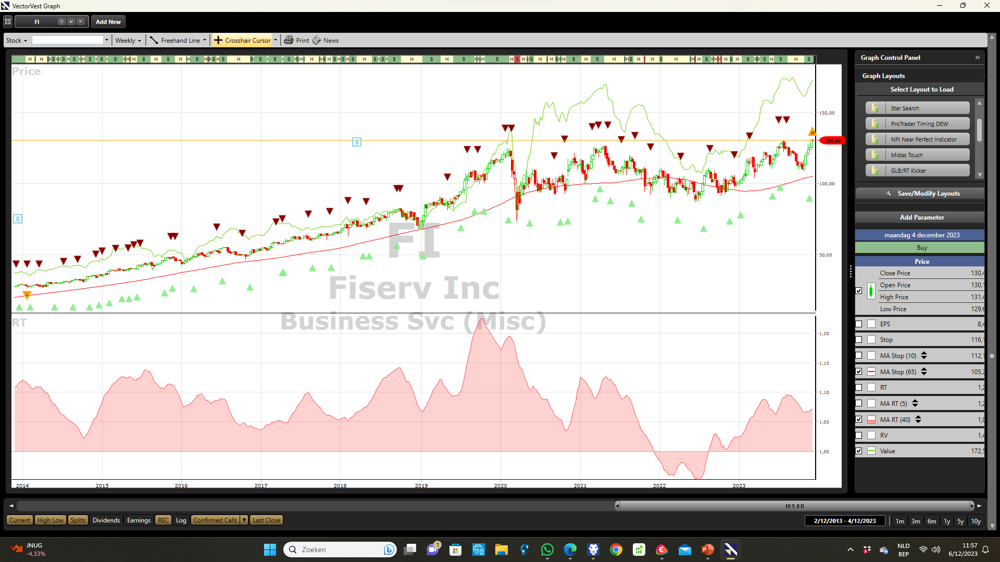 VectorVest Graph
FI
Add New
Stock
Weekly
Freehand Line
Crosshair Cursor
Print
News
Price
150,00
130,45
100,00
50,00
S
S
L
H
FI
Fiserv Inc
Business Svc (Misc)
RT
1,20
1,15
1,10
1,05
1,00
2014 2015 2016 2017 2018 2019 2020 2021 2022 2023
10 Y, 8 D
Current
High Low
Splits
Dividends
Earnings
REC
Log
Confirmed Calls
Last Close
2/12/2013 - 4/12/2023
1m
3m
6m
1y
5y
10y
Graph Control Panel
Graph Layouts
Select Layout to Load
Star Search
ProTrader Timing DEW
NPI Near Perfect Indicator
Midas Touch
GLB/RT Kicker
Save/Modify Layouts
Add Parameter
maandag 4 december 2023
Buy
Price
Close Price 130,4
Open Price 130,1
High Price 131,4
Low Price 129,6
EPS 8,4
Stop 116,1
MA Stop (10) 112,1
MA Stop (65) 105,2
RT 1,2
MA RT (5) 1,2
MA RT (40) 1,0
RV 1,4
Value 172,5
JNUG
-4,33%
Zoeken
1
NLD
BEP
11:57
6/12/2023